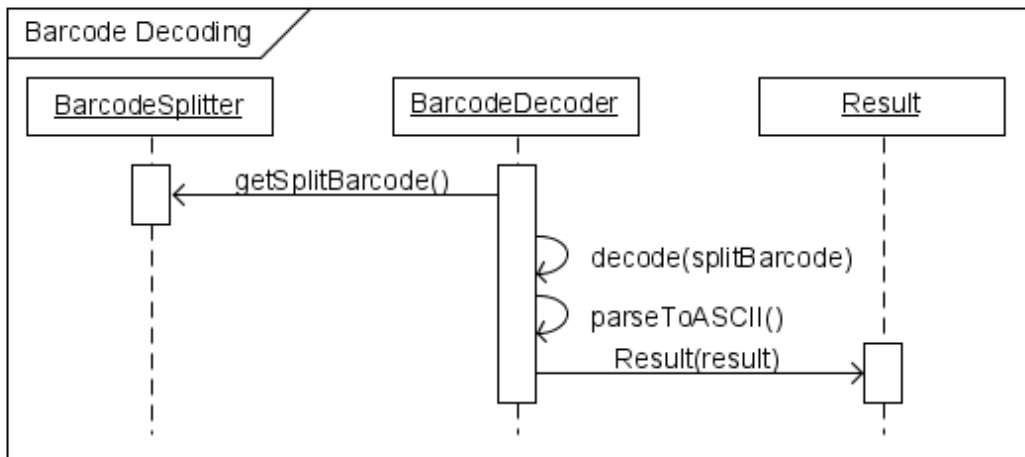 Barcode Decoding
BarcodeSplitter
BarcodeDecoder
Result
getSplitBarcode()
decode(splitBarcode)
parseToASCII()
Result(result)